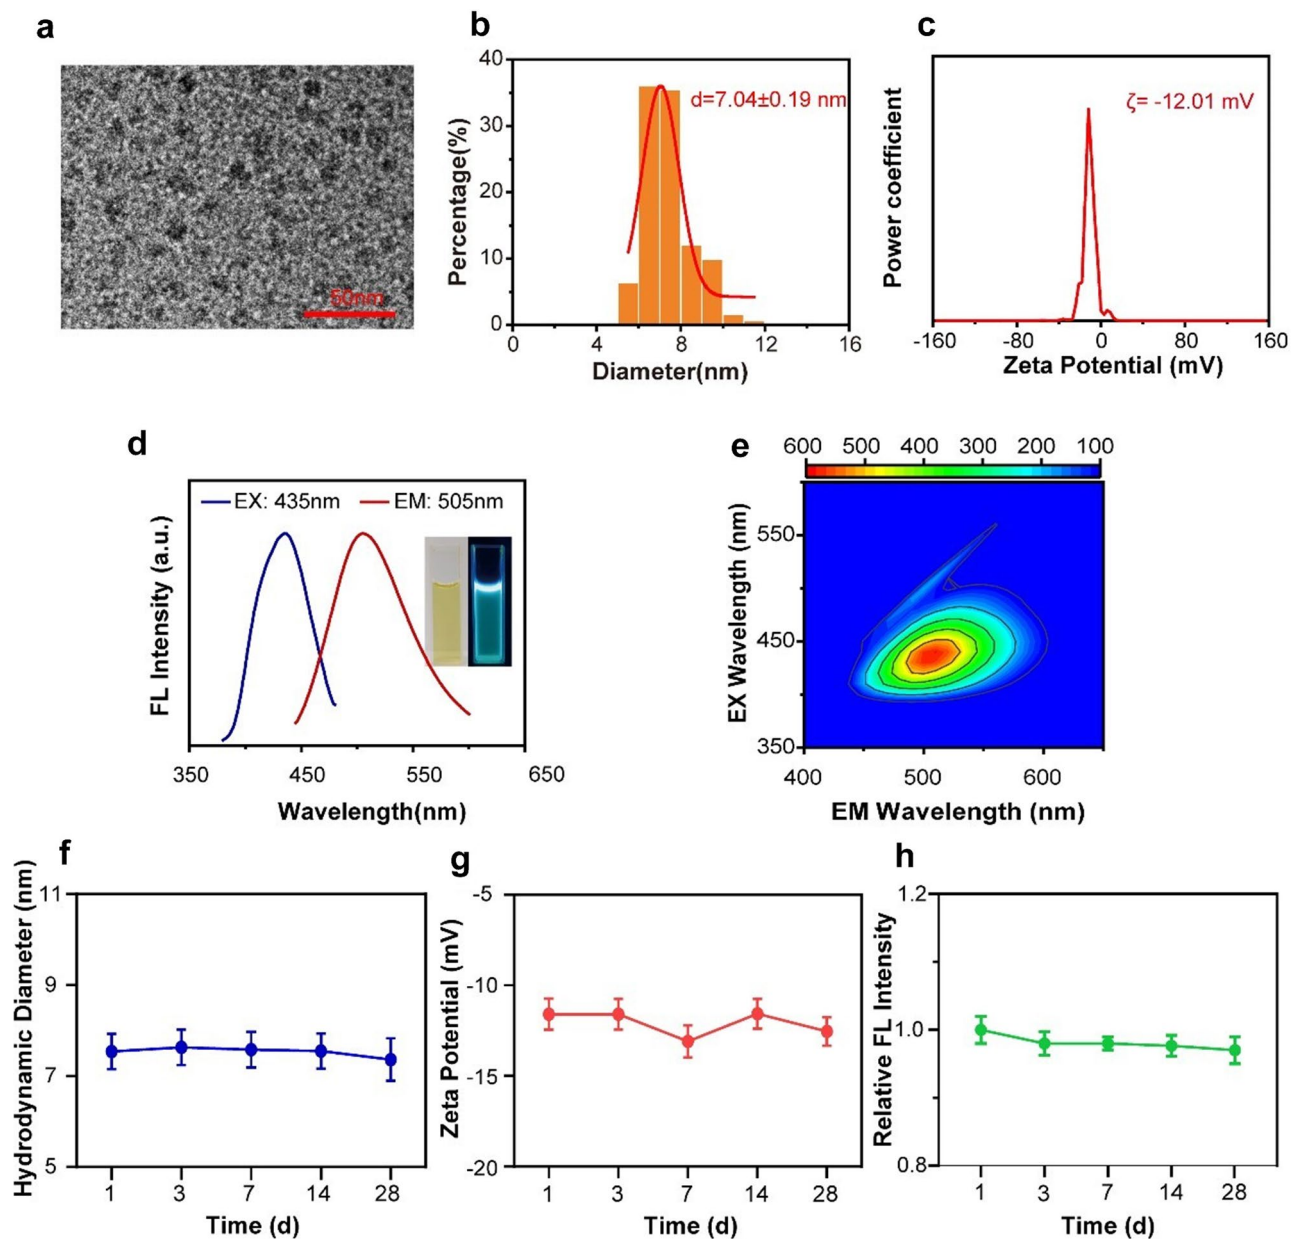 a
50nm
b
d=7.04±0.19 nm
Percentage(%)
40
30
20
10
0
0 4 8 12 16
Diameter(nm)
c
ζ= -12.01 mV
Power coefficient
-160 -80 0 80 160
Zeta Potential (mV)
d
EX: 435nm EM: 505nm
FL Intensity (a.u.)
350 450 550 650
Wavelength(nm)
e
600 500 400 300 200 100
EX Wavelength (nm)
550
450
350
400 500 600
EM Wavelength (nm)
f
Hydrodynamic Diameter (nm)
11
9
7
5
1 3 7 14 28
Time (d)
g
Zeta Potential (mV)
-5
-10
-15
-20
1 3 7 14 28
Time (d)
h
Relative FL Intensity
1.2
1.0
0.8
1 3 7 14 28
Time (d)